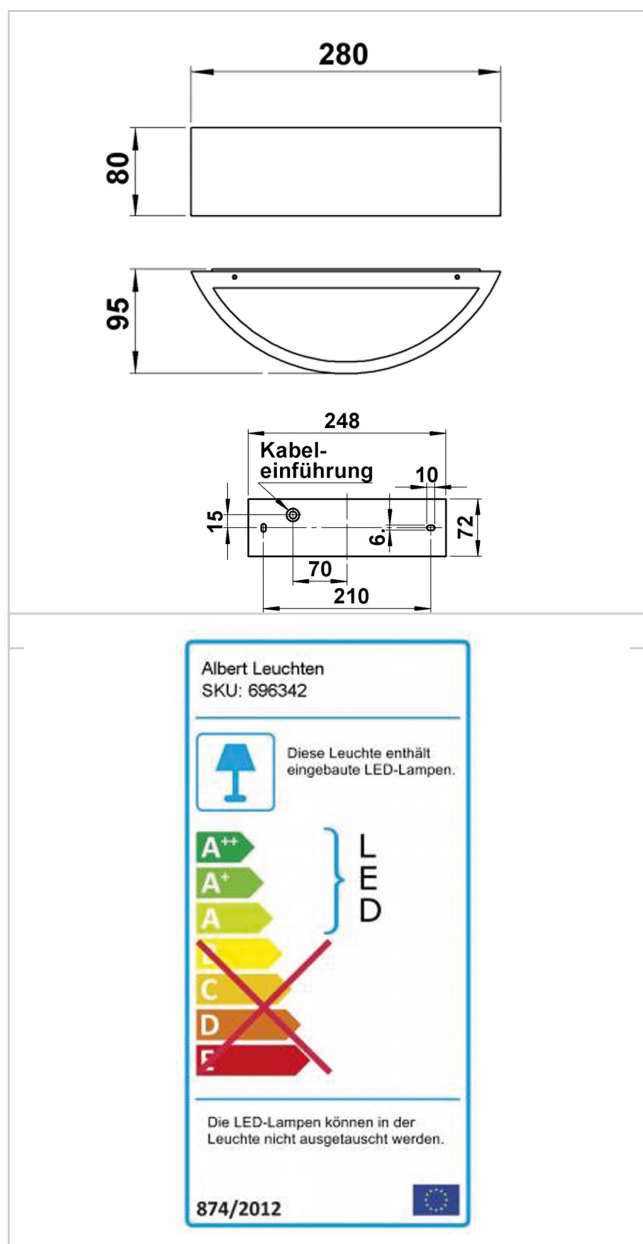 280
80
95
248
Kabel-
einführung
10
15
6.
72
70
210
Albert Leuchten
SKU: 696342
Diese Leuchte enthält
eingebaute LED-Lampen.
A++
A+
A
L
E
D
B
C
D
E
Die LED-Lampen können in der
Leuchte nicht ausgetauscht werden.
874/2012